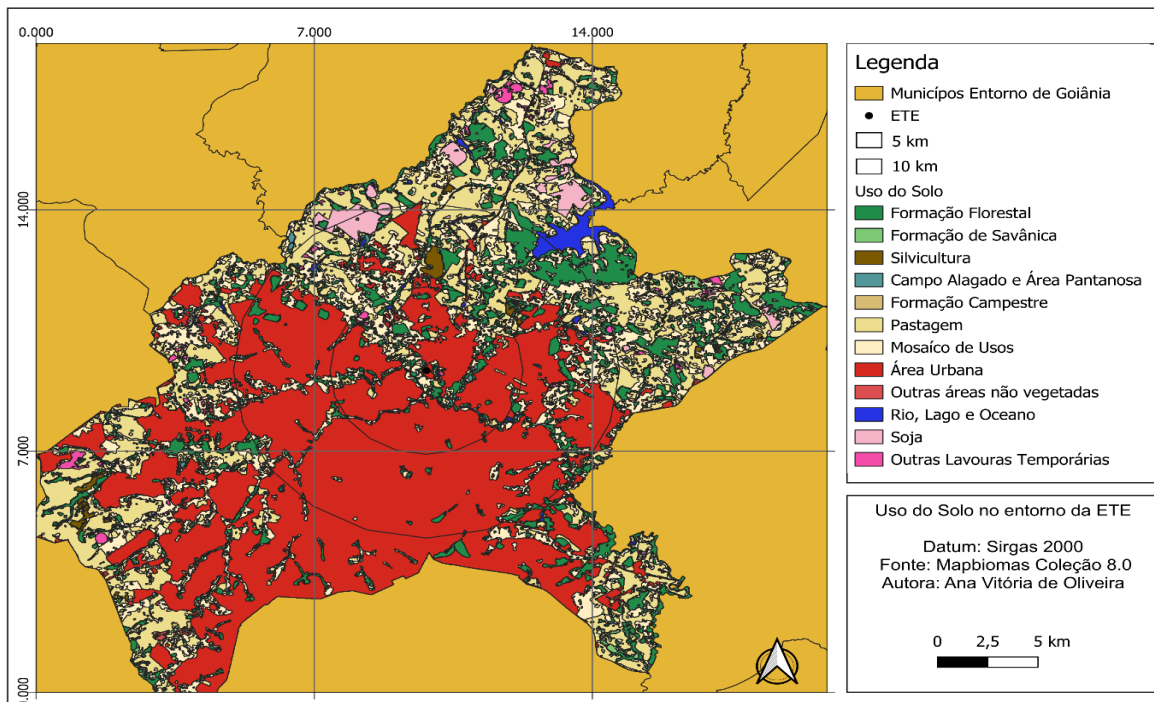 0.000
7.000
14.000
14.000
7.000
0.000
Legenda
Municípos Entorno de Goiânia
ETE
5 km
10 km
Uso do Solo
Formação Florestal
Formação de Savânica
Silvicultura
Campo Alagado e Área Pantanosa
Formação Campestre
Pastagem
Mosaíco de Usos
Área Urbana
Outras áreas não vegetadas
Rio, Lago e Oceano
Soja
Outras Lavouras Temporárias
Uso do Solo no entorno da ETE
Datum: Sirgas 2000
Fonte: Mapbiomas Coleção 8.0
Autora: Ana Vitória de Oliveira
0 2,5 5 km